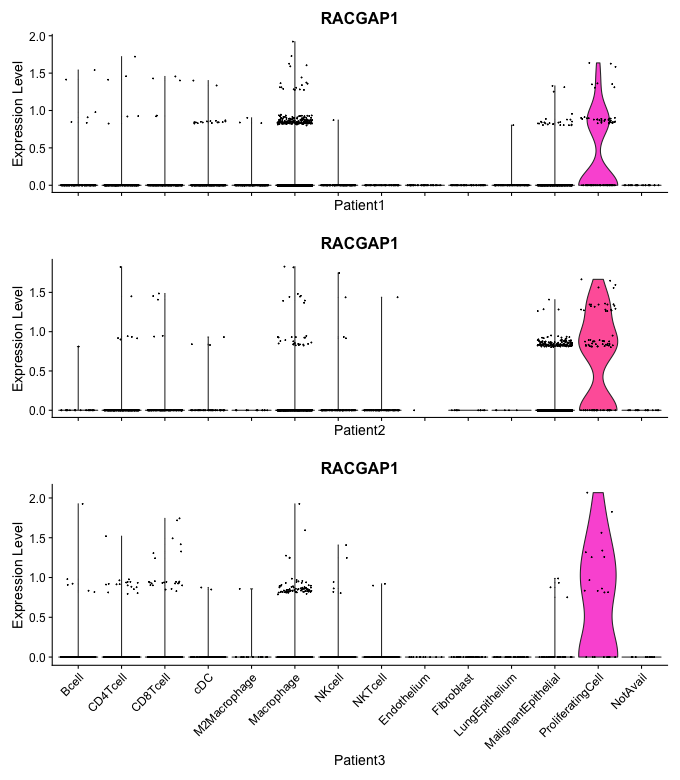 RACGAP1
Expression Level
2.0
1.5
1.0
0.5
0.0
Patient1
RACGAP1
Expression Level
1.5
1.0
0.5
0.0
Patient2
RACGAP1
Expression Level
2.0
1.5
1.0
0.5
0.0
Bcell
CD4Tcell
CD8Tcell
cDC
M2Macrophage
Macrophage
NKcell
NKTcell
Endothelium
Fibroblast
LungEpithelium
MalignantEpithelial
ProliferatingCell
NotAvail
Patient3